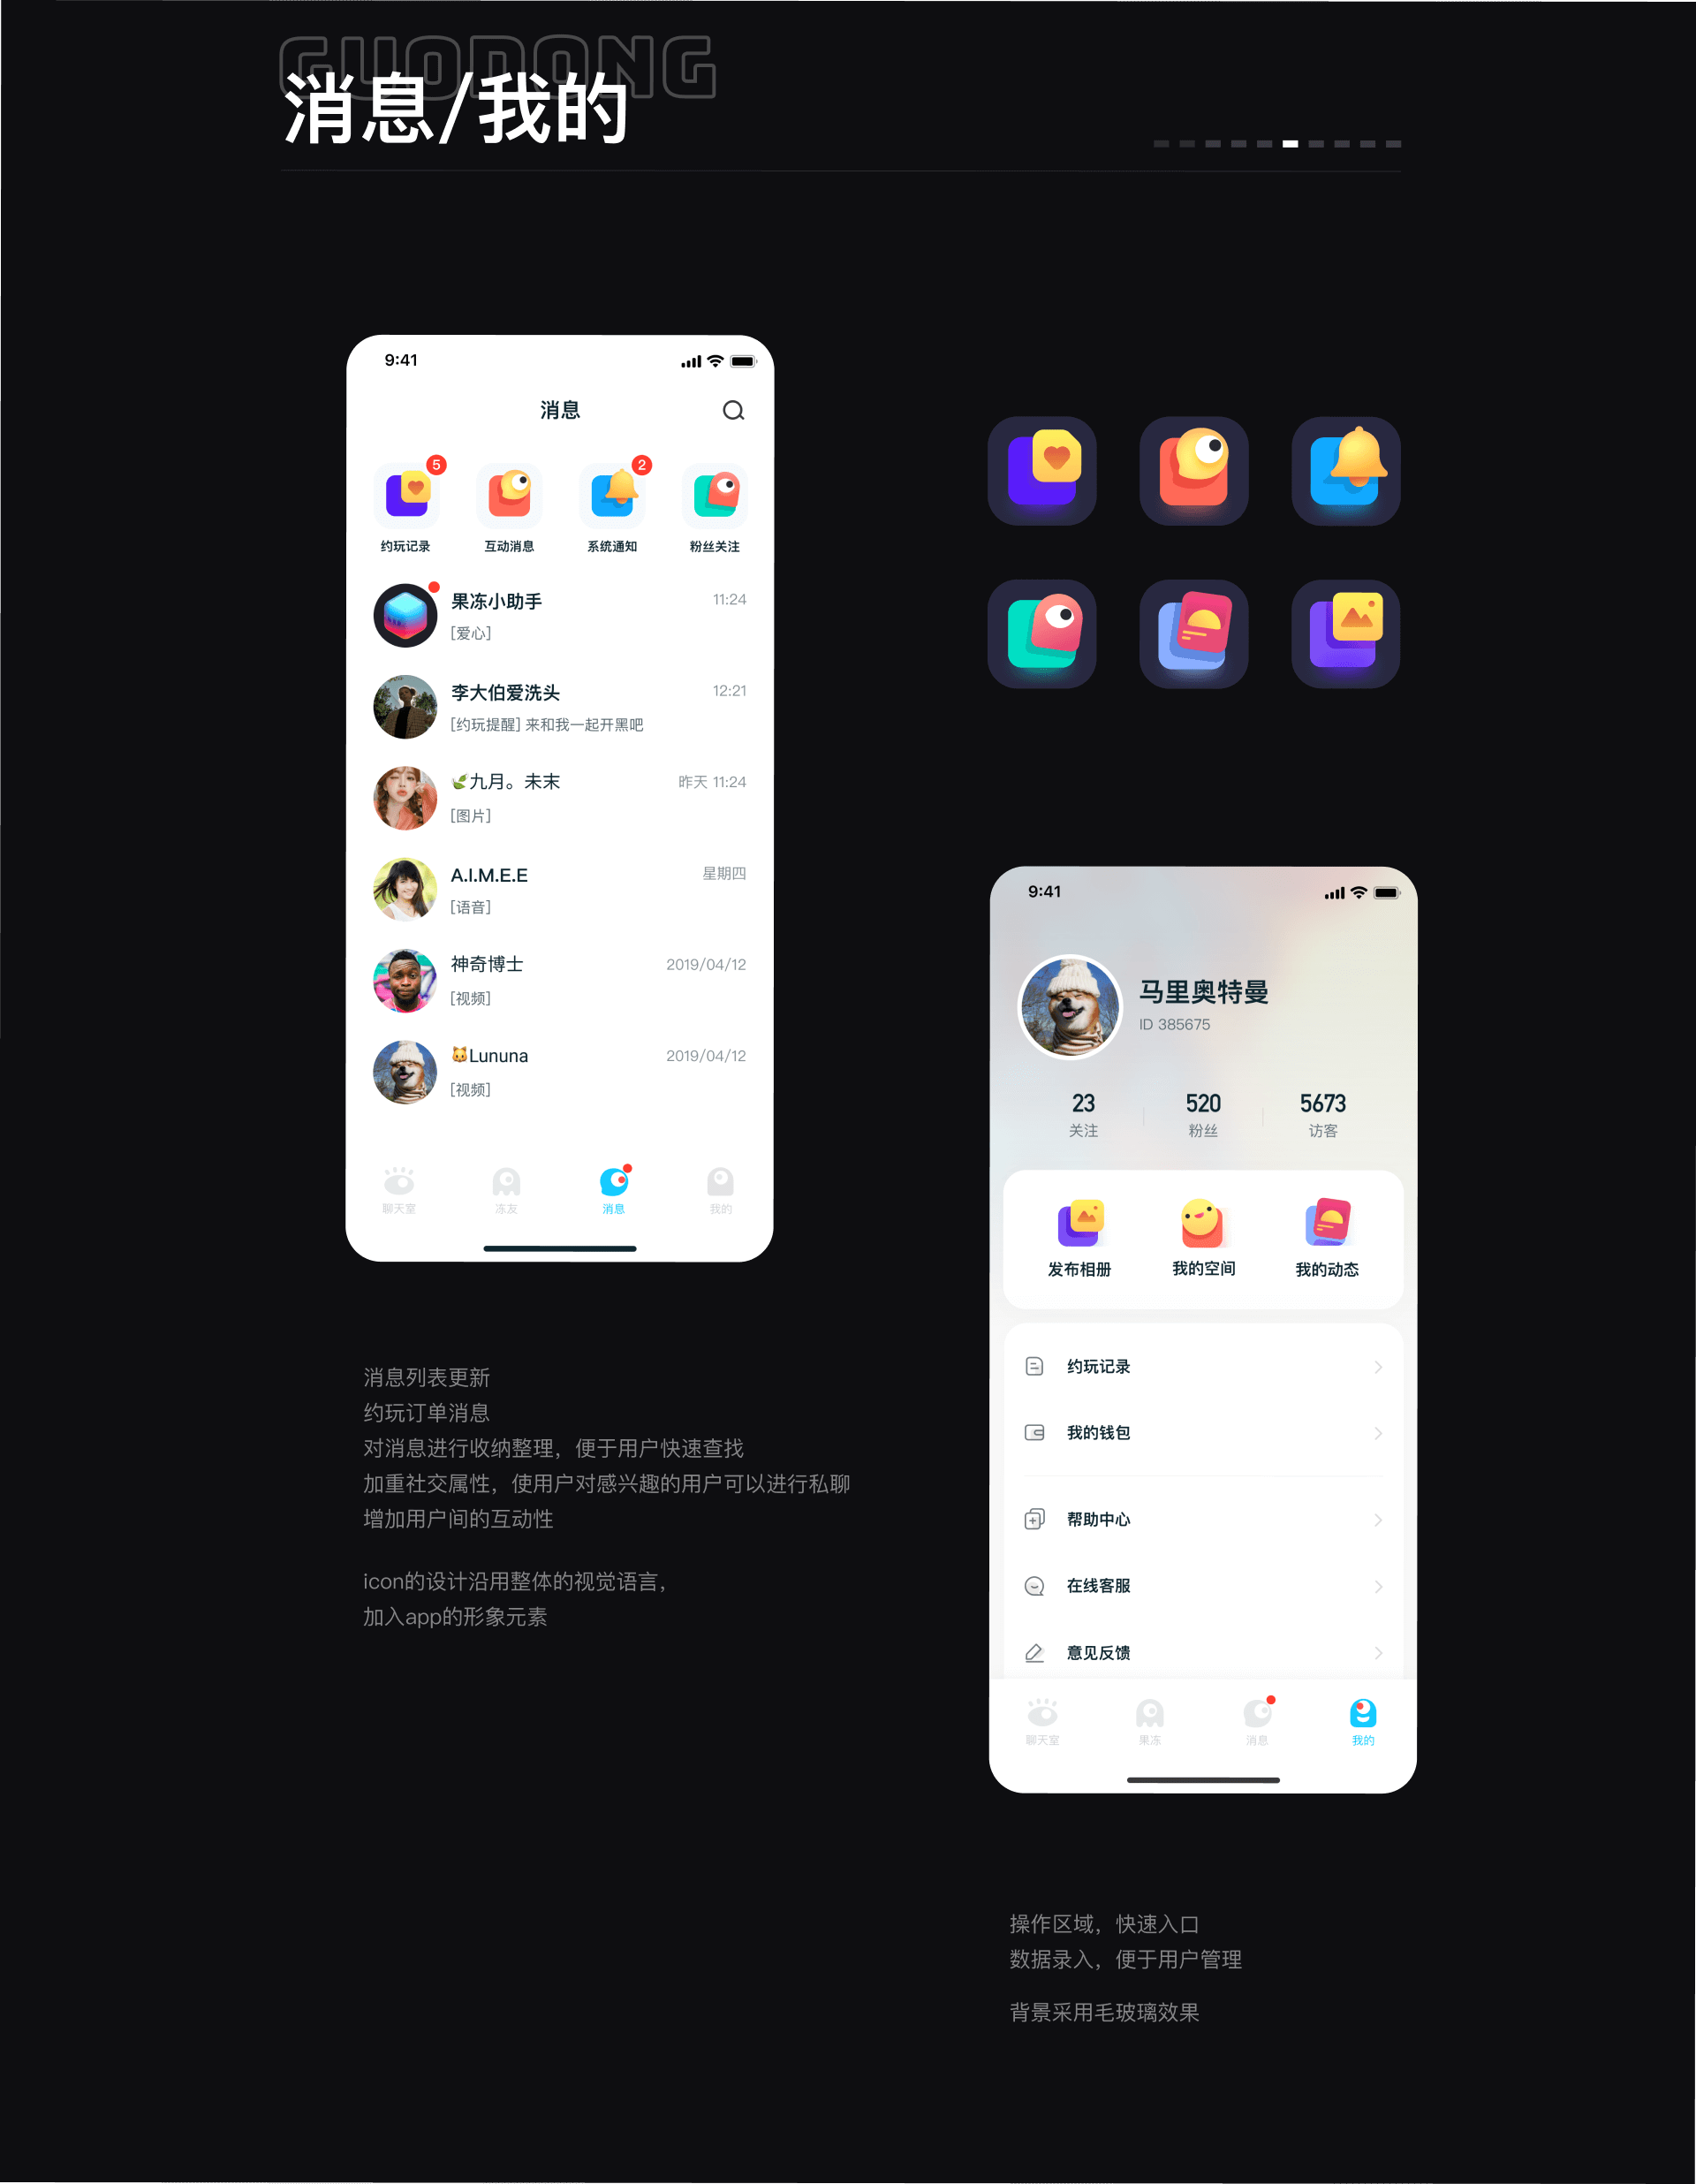 GUODONG
消息/我的
9:41
消息
5
2
约玩记录
互动消息
系统通知
粉丝关注
果冻小助手
11:24
[爱心]
李大伯爱洗头
12:21
[约玩提醒] 来和我一起开黑吧
🍃九月。未末
昨天 11:24
[图片]
A.I.M.E.E
星期四
[语音]
神奇博士
2019/04/12
[视频]
🐱Lununa
2019/04/12
[视频]
聊天室
冻友
消息
我的
消息列表更新
约玩订单消息
对消息进行收纳整理，便于用户快速查找
加重社交属性，使用户对感兴趣的用户可以进行私聊
增加用户间的互动性
icon的设计沿用整体的视觉语言，
加入app的形象元素
9:41
马里奥特曼
ID 385675
23
520
5673
关注
粉丝
访客
发布相册
我的空间
我的动态
约玩记录
我的钱包
帮助中心
在线客服
意见反馈
聊天室
果冻
消息
我的
操作区域，快速入口
数据录入，便于用户管理
背景采用毛玻璃效果